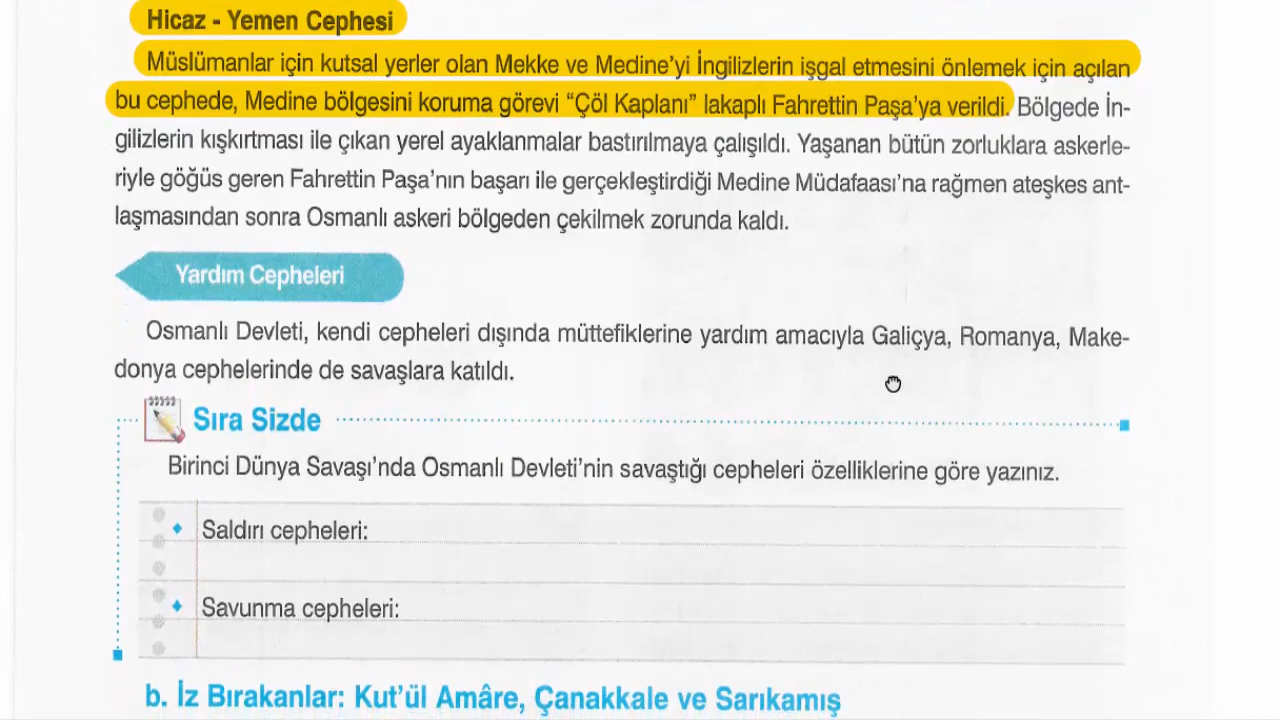 Hicaz - Yemen Cephesi
Müslümanlar için kutsal yerler olan Mekke ve Medine’yi İngilizlerin işgal etmesini önlemek için açılan
bu cephede, Medine bölgesini koruma görevi “Çöl Kaplanı” lakaplı Fahrettin Paşa’ya verildi. Bölgede İn-
gilizlerin kışkırtması ile çıkan yerel ayaklanmalar bastırılmaya çalışıldı. Yaşanan bütün zorluklara askerle-
riyle göğüs geren Fahrettin Paşa’nın başarı ile gerçekleştirdiği Medine Müdafaası’na rağmen ateşkes ant-
laşmasından sonra Osmanlı askeri bölgeden çekilmek zorunda kaldı.
Yardım Cepheleri
Osmanlı Devleti, kendi cepheleri dışında müttefiklerine yardım amacıyla Galiçya, Romanya, Make-
donya cephelerinde de savaşlara katıldı.
Sıra Sizde
Birinci Dünya Savaşı’nda Osmanlı Devleti’nin savaştığı cepheleri özelliklerine göre yazınız.
Saldırı cepheleri:
Savunma cepheleri:
b. İz Bırakanlar: Kut’ül Amâre, Çanakkale ve Sarıkamış